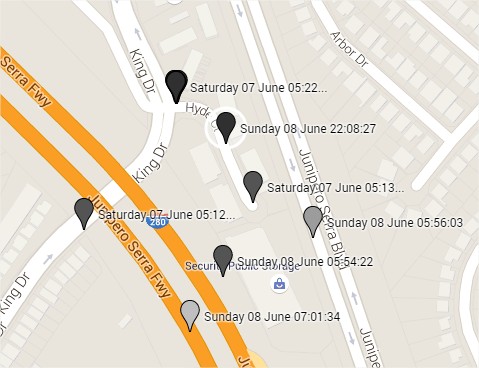 Serra Fwy
King Dr
Arbor Dr
Saturday 07 June 05:22...
Hyde
Sunday 08 June 22:08:27
King Dr
Junipero Serra Blvd
Saturday 07 June 05:13...
Saturday 07 June 05:12...
280
Sunday 08 June 05:56:03
Junipero Serra Fwy
Sunday 08 June 05:54:22
Security Public Storage
King Dr
Sunday 08 June 07:01:34